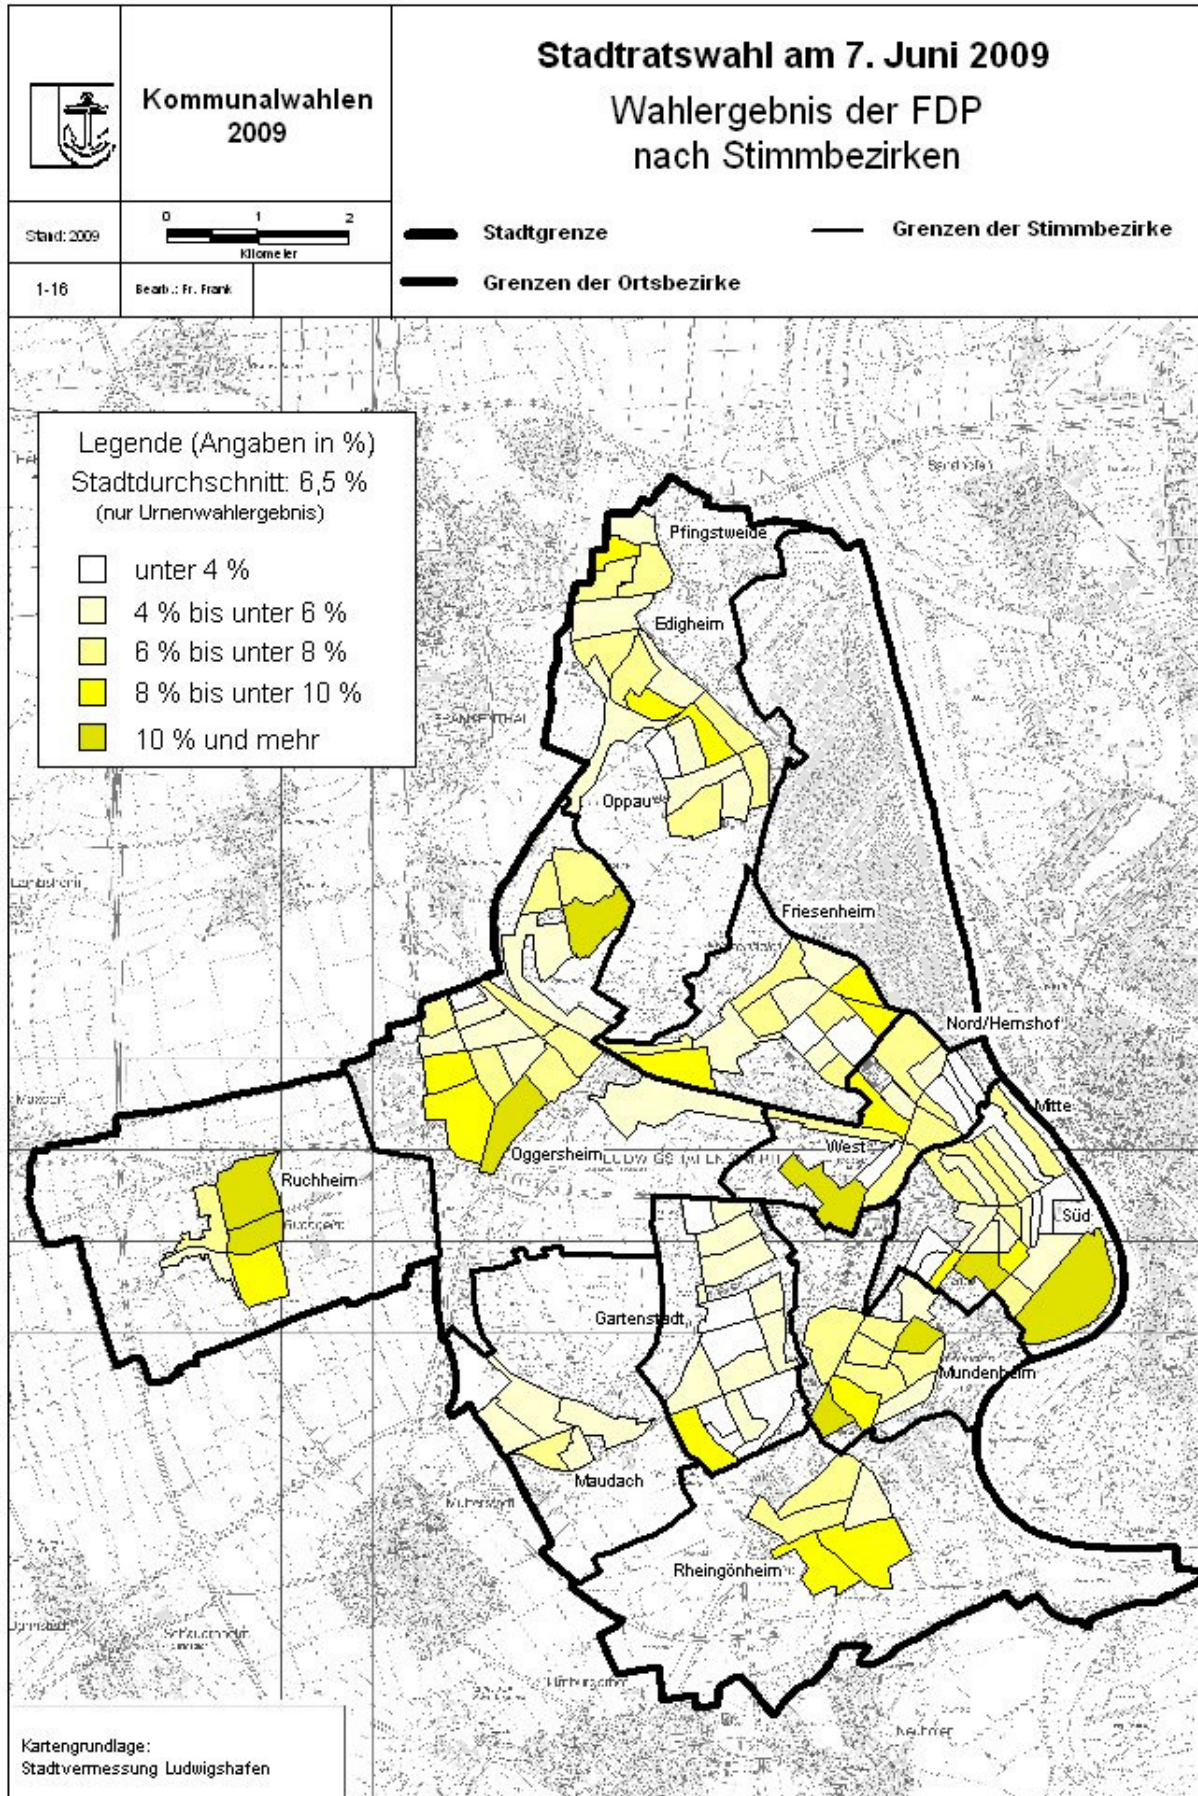 Kommunalwahlen
2009
Stadtratswahl am 7. Juni 2009
Wahlergebnis der FDP
nach Stimmbezirken
Stand: 2009
0 1 2
Kilometer
1-16
Bearb.: Fr. Frank
Stadtgrenze
Grenzen der Stimmbezirke
Grenzen der Ortsbezirke
Legende (Angaben in %)
Stadtdurchschnitt: 6,5 %
(nur Urnenwahlergebnis)
unter 4 %
4 % bis unter 6 %
6 % bis unter 8 %
8 % bis unter 10 %
10 % und mehr
Pfingstweide
Edigheim
Oppau
Friesenheim
Nord/Hemshof
Mitte
West
Oggersheim
Ruchheim
Süd
Gartenstadt
Mundenheim
Maudach
Rheingönheim
Kartengrundlage:
Stadtvermessung Ludwigshafen